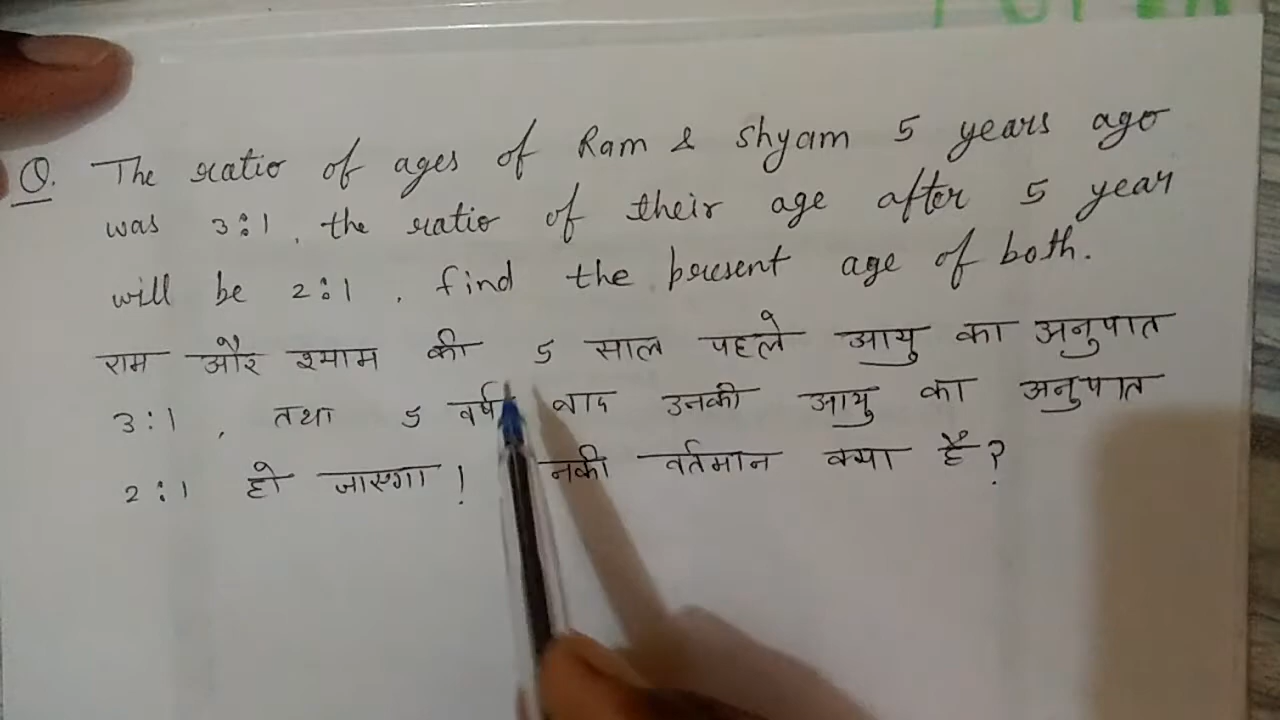 Q. The ratio of ages of Ram & Shyam 5 years ago
was 3:1, the ratio of their age after 5 year
will be 2:1. find the present age of both.
राम और श्याम की 5 साल पहले आयु का अनुपात
3:1, तथा 5 वर्ष बाद उनकी आयु का अनुपात
2:1 हो जाएगा! नकी वर्तमान क्या है?